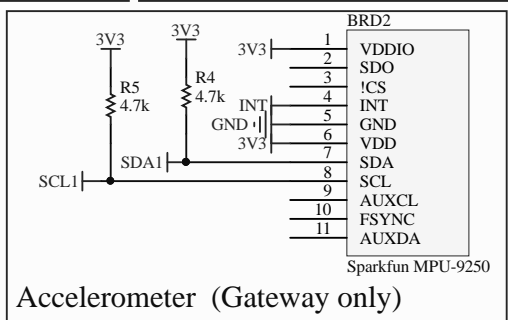 BRD2
3V3
3V3
3V3
1
VDDIO
2
SDO
R5
4.7k
R4
4.7k
3
!CS
INT
4
INT
GND
5
GND
3V3
6
VDD
SDA1
7
SDA
SCL1
8
SCL
9
AUXCL
10
FSYNC
11
AUXDA
Sparkfun MPU-9250
Accelerometer (Gateway only)